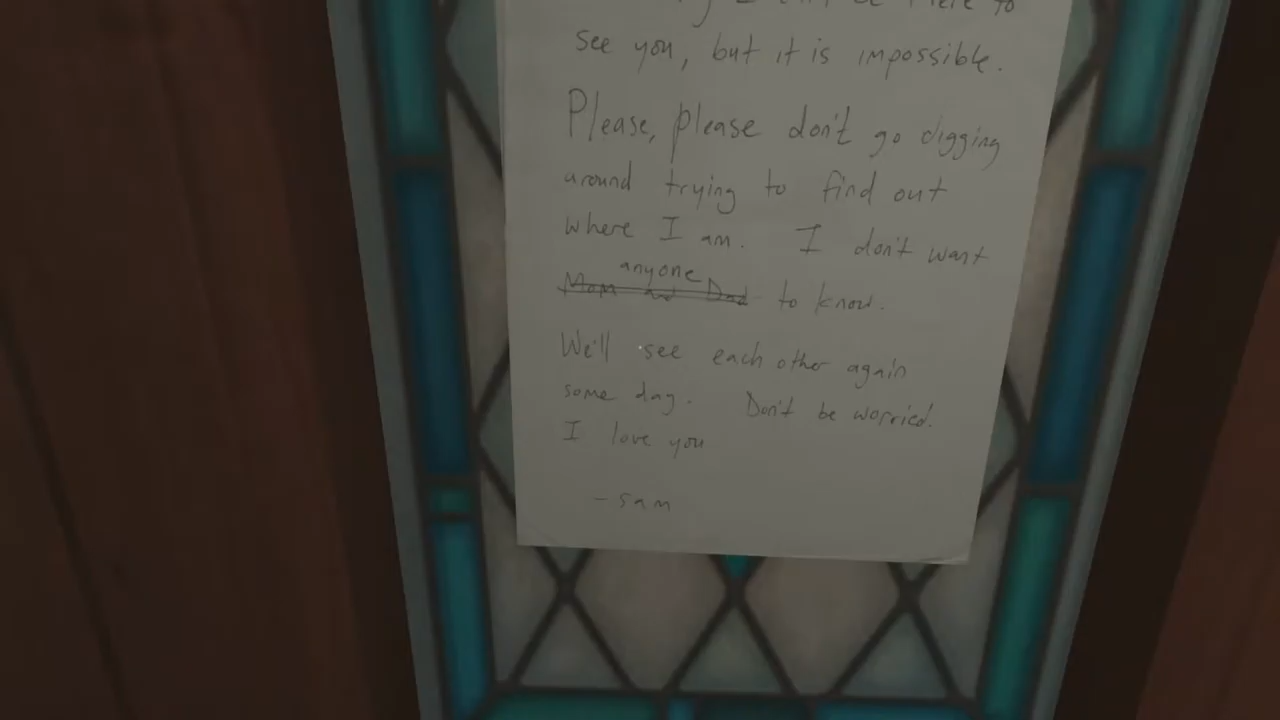 see you, but it is impossible.
Please, please don't go digging
around trying to find out
where I am. I don't want
anyone
Mom and Dad to know.
We'll see each other again
some day. Don't be worried.
I love you
- Sam